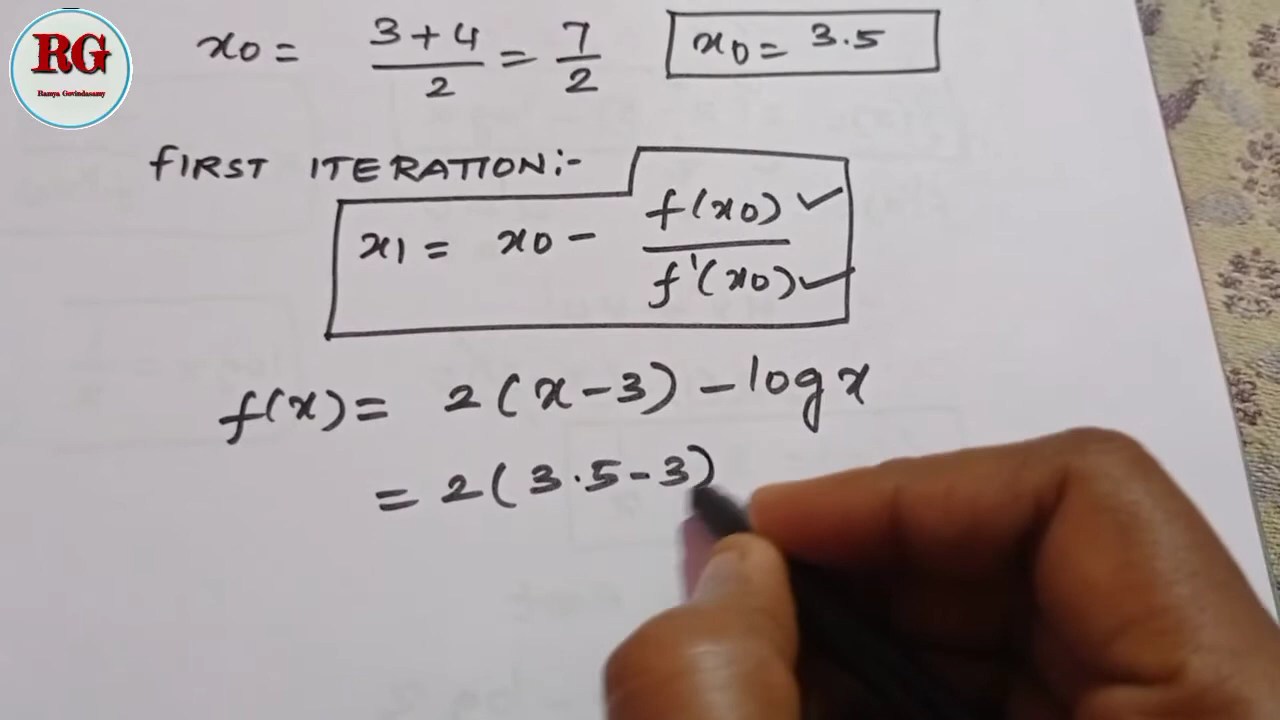 RG
Ramya Govindasamy
x0 = 3+4/2 = 7/2 x0 = 3.5
FIRST ITERATION:-
x1 = x0 - f(x0)/f'(x0)
f(x) = 2(x-3) - log x
= 2(3.5-3)